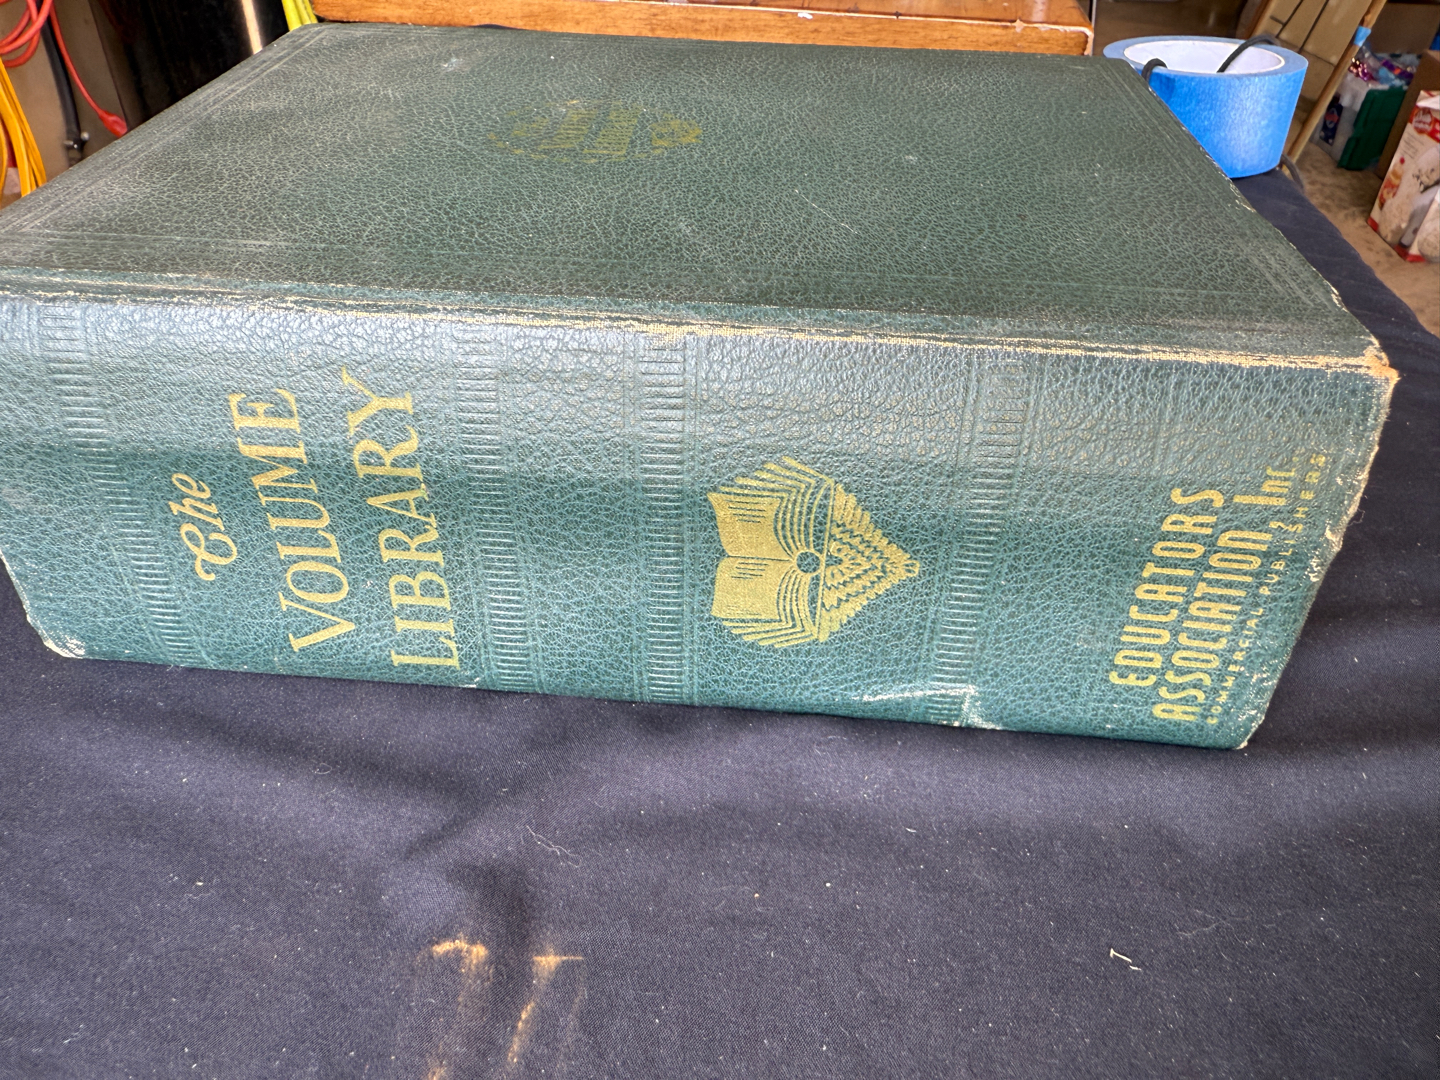 The
VOLUME
LIBRARY
EDUCATORS
ASSOCIATION, Inc.
COMMERCIAL PUBLISHERS